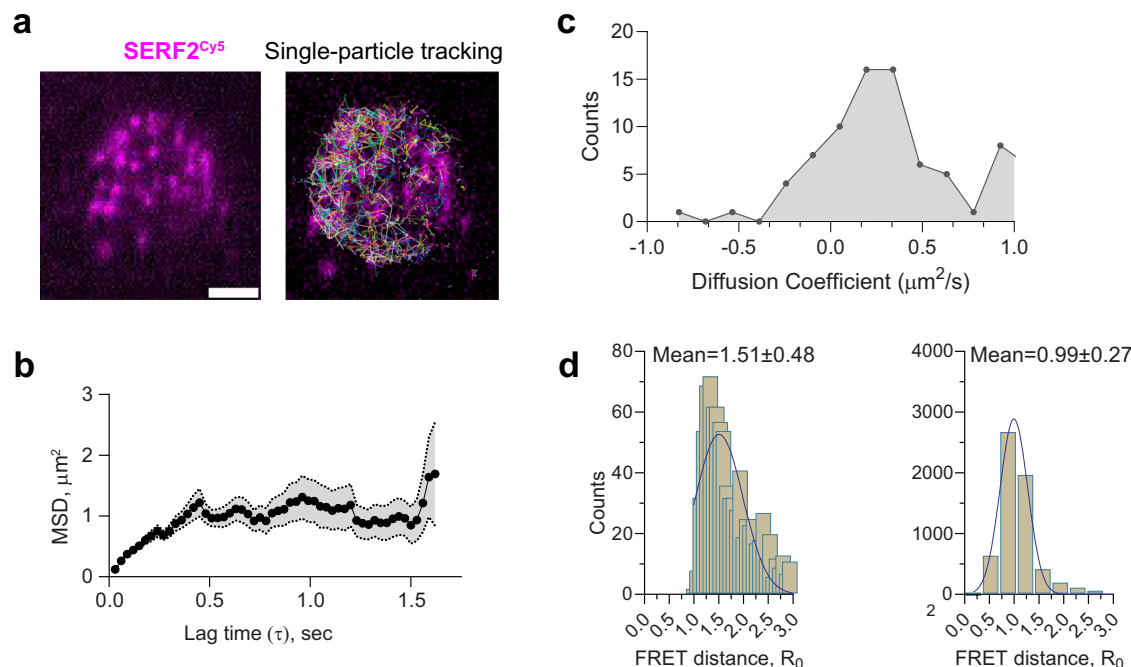 a
SERF2Cy5 Single-particle tracking
b
3
2
1
0
MSD, μm2
0.0 0.5 1.0 1.5
Lag time (τ), sec
c
20
15
10
5
0
Counts
-1.0 -0.5 0.0 0.5 1.0
Diffusion Coefficient (μm2/s)
d
Mean=1.51±0.48
80
60
40
20
0
Counts
0.0 0.5 1.0 1.5 2.0 2.5 3.0
FRET distance, R0
Mean=0.99±0.27
4000
3000
2000
1000
0
2
0.0 0.5 1.0 1.5 2.0 2.5 3.0
FRET distance, R0